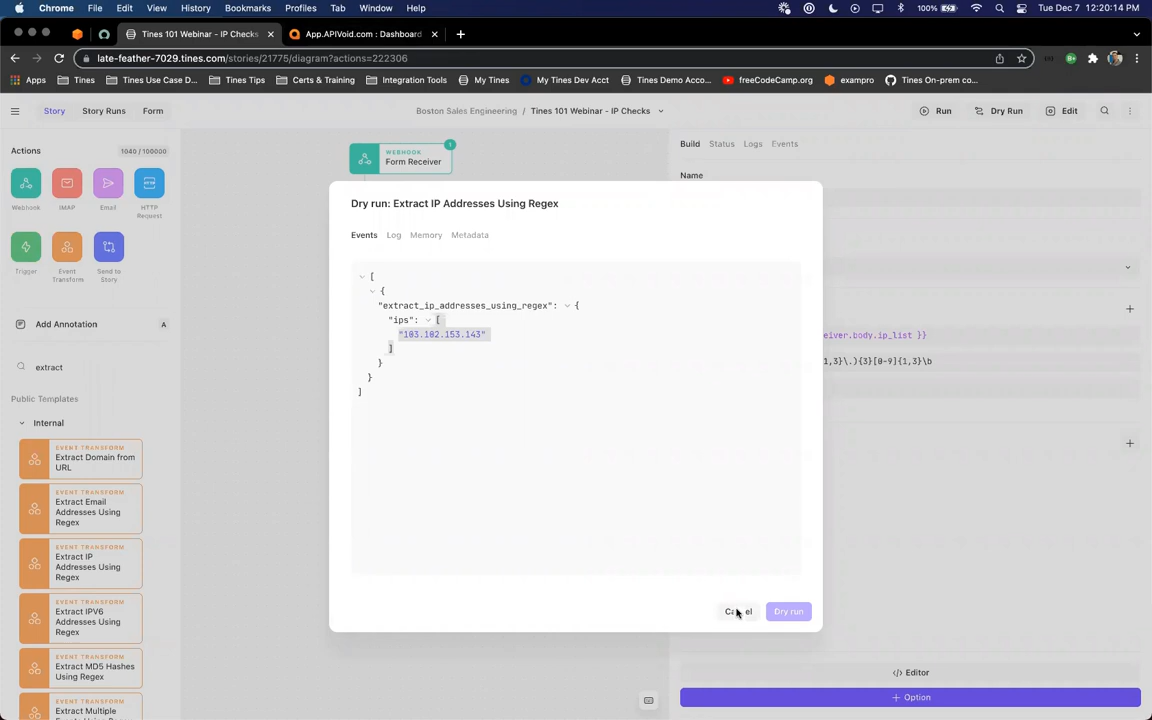 Chrome File Edit View History Bookmarks Profiles Tab Window Help 100% Tue Dec 7 12:20:14 PM
Tines 101 Webinar - IP Checks App.APIVoid.com : Dashboard
late-feather-7029.tines.com/stories/21775/diagram?actions=222306
Apps Tines Tines Use Case D... Tines Tips Certs & Training Integration Tools My Tines My Tines Dev Acct Tines Demo Acco... freeCodeCamp.org exampro Tines On-prem co...
Story Story Runs Form Boston Sales Engineering / Tines 101 Webinar - IP Checks Run Dry Run Edit
Actions 1040 / 100000
Webhook IMAP Email HTTP Request
Trigger Event Transform Send to Story
Add Annotation A
extract
Public Templates
Internal
EVENT TRANSFORM
Extract Domain from
URL
EVENT TRANSFORM
Extract Email
Addresses Using
Regex
EVENT TRANSFORM
Extract IP
Addresses Using
Regex
EVENT TRANSFORM
Extract IPV6
Addresses Using
Regex
EVENT TRANSFORM
Extract MD5 Hashes
Using Regex
EVENT TRANSFORM
Extract Multiple
WEBHOOK
Form Receiver
1
Build Status Logs Events
Name
Dry run: Extract IP Addresses Using Regex
Events Log Memory Metadata
[
{
"extract_ip_addresses_using_regex": {
"ips": [
"103.102.153.143"
]
}
}
]
Dry run
eiver.body.ip_list }}
1,3}\.){3}[0-9]{1,3}\b
</> Editor
+ Option